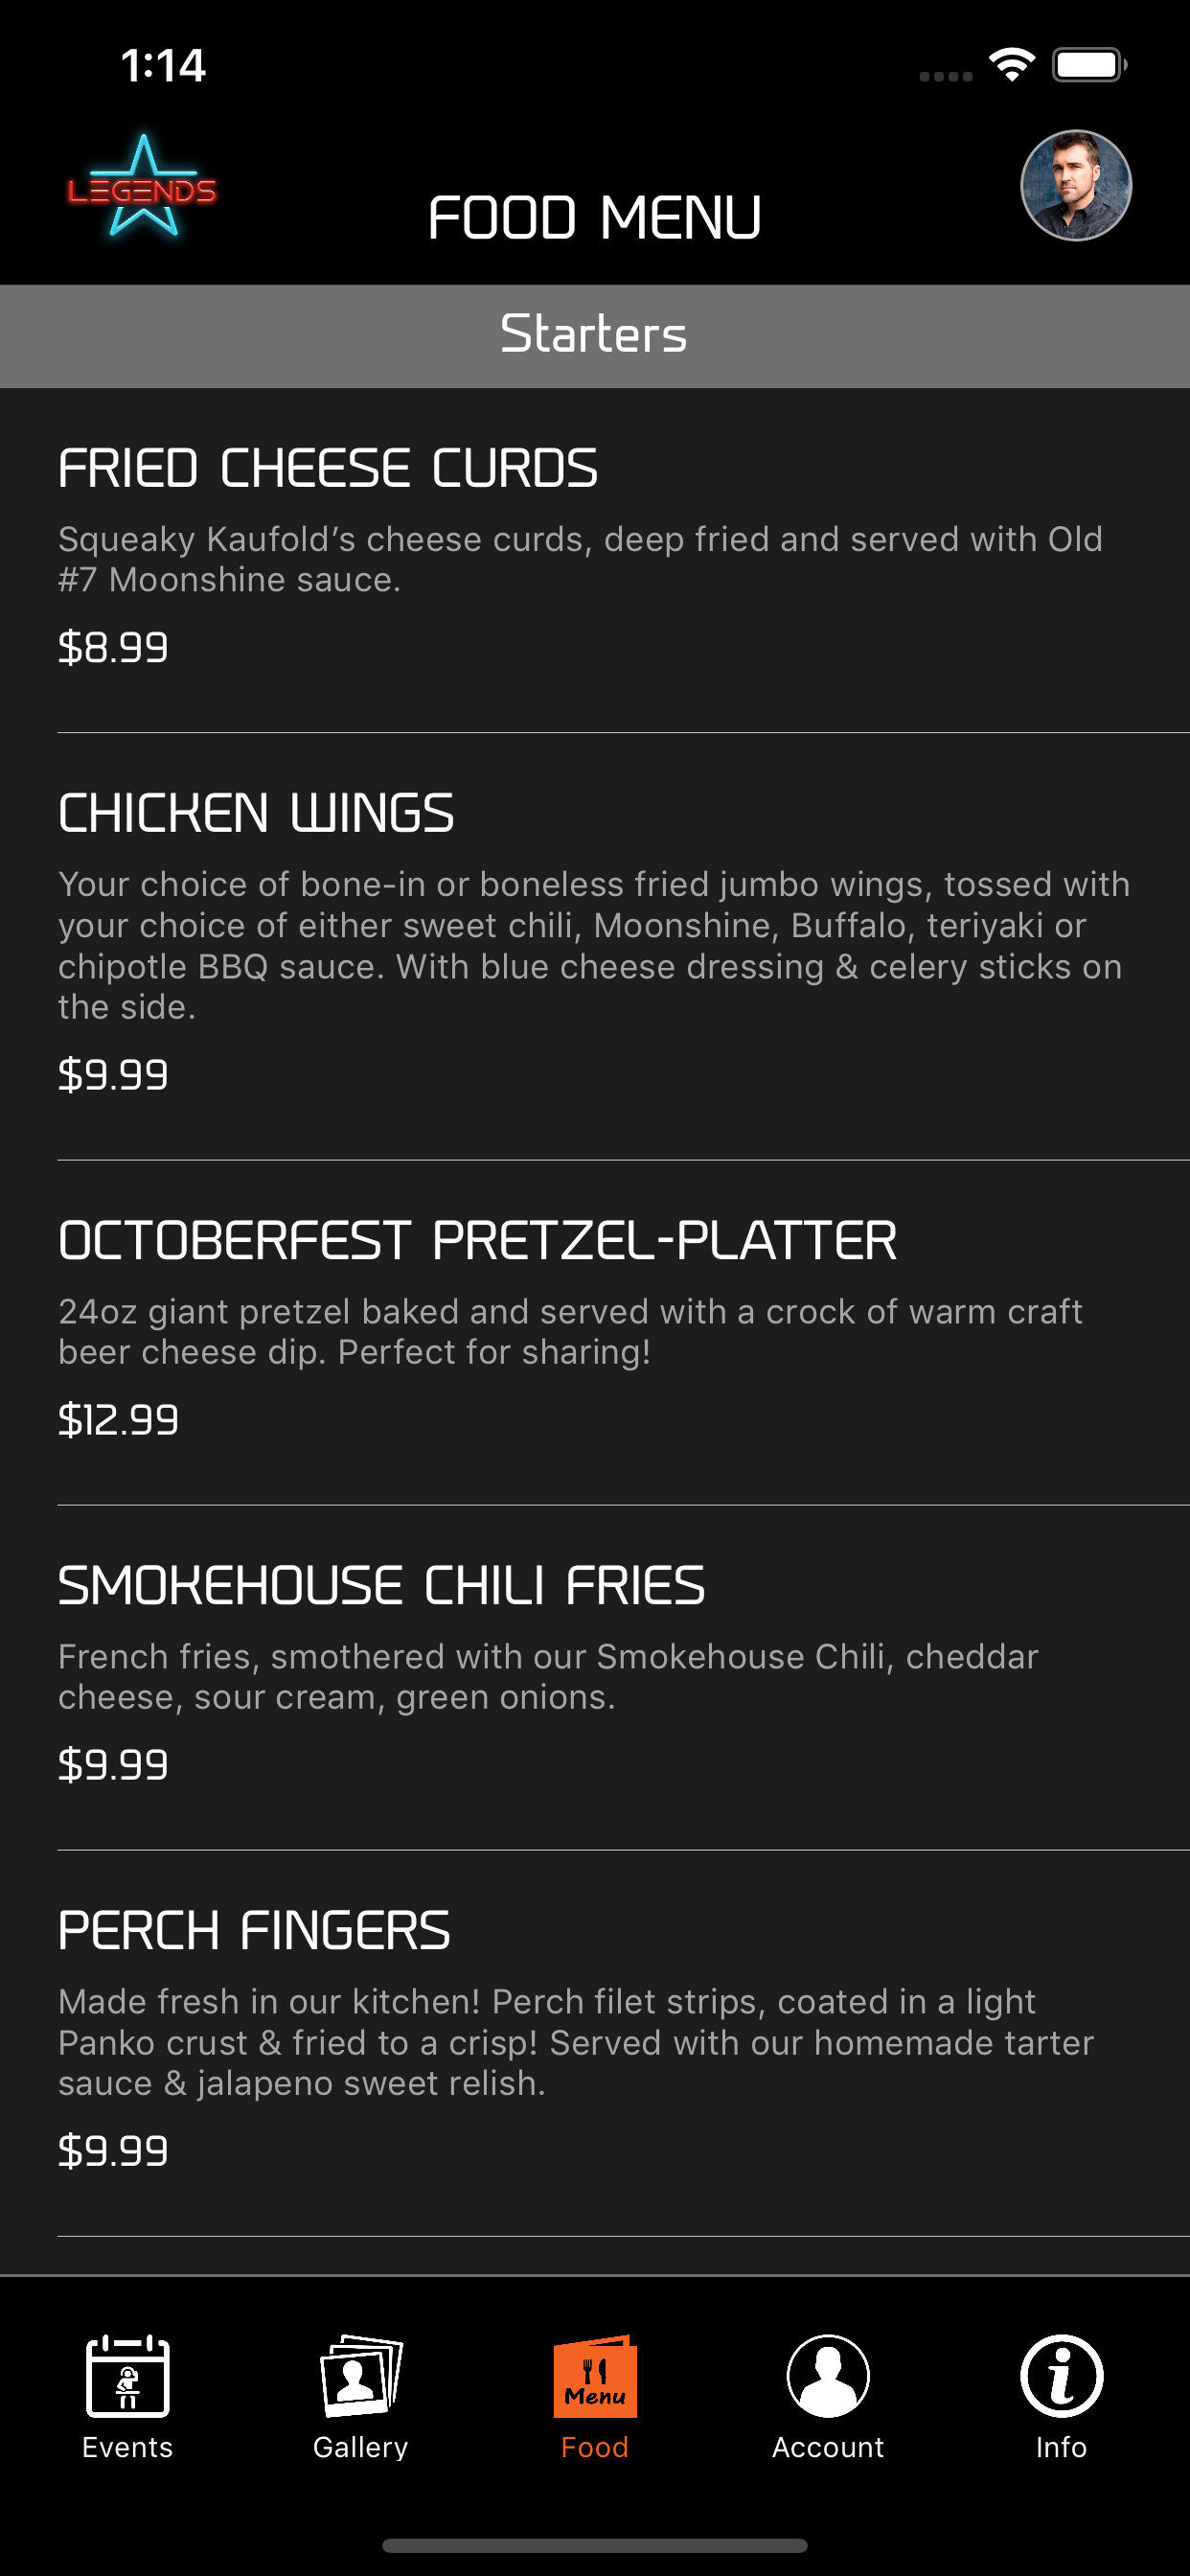 1:14
LEGENDS
FOOD MENU
Starters
FRIED CHEESE CURDS
Squeaky Kaufold’s cheese curds, deep fried and served with Old
#7 Moonshine sauce.
$8.99
CHICKEN WINGS
Your choice of bone-in or boneless fried jumbo wings, tossed with
your choice of either sweet chili, Moonshine, Buffalo, teriyaki or
chipotle BBQ sauce. With blue cheese dressing & celery sticks on
the side.
$9.99
OCTOBERFEST PRETZEL-PLATTER
24oz giant pretzel baked and served with a crock of warm craft
beer cheese dip. Perfect for sharing!
$12.99
SMOKEHOUSE CHILI FRIES
French fries, smothered with our Smokehouse Chili, cheddar
cheese, sour cream, green onions.
$9.99
PERCH FINGERS
Made fresh in our kitchen! Perch filet strips, coated in a light
Panko crust & fried to a crisp! Served with our homemade tarter
sauce & jalapeno sweet relish.
$9.99
Menu
Events Gallery Food Account Info